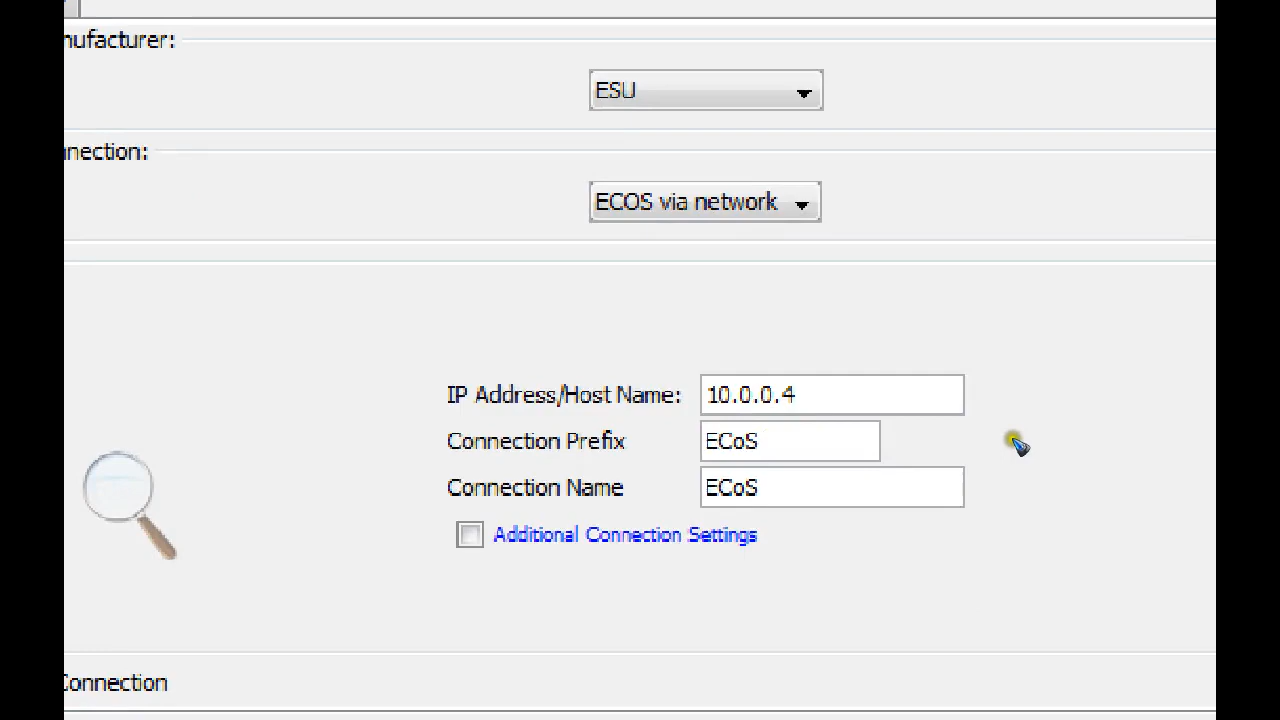 nufacturer:
ESU
nnection:
ECOS via network
IP Address/Host Name: 10.0.0.4
Connection Prefix ECoS
Connection Name ECoS
Additional Connection Settings
Connection